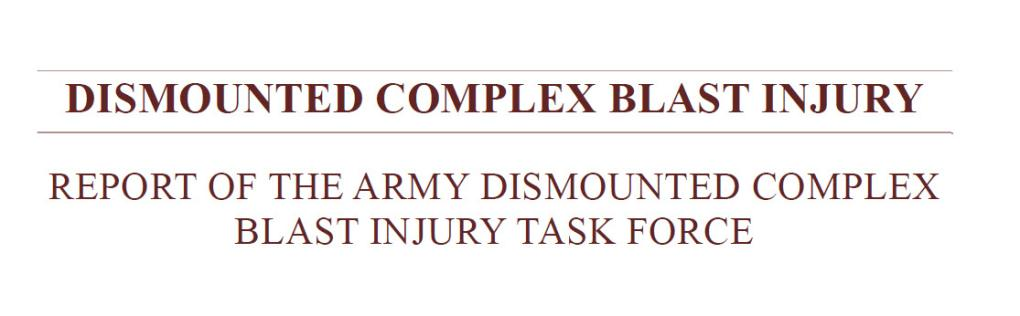 DISMOUNTED COMPLEX BLAST INJURY
REPORT OF THE ARMY DISMOUNTED COMPLEX
BLAST INJURY TASK FORCE